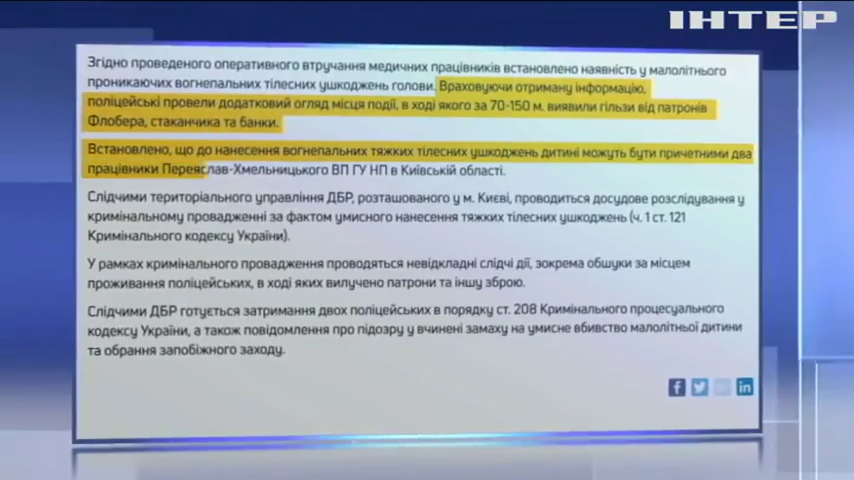 ІНТЕР
Згідно проведеного оперативного втручання медичних працівників встановлено наявність у малолітнього
проникаючих вогнепальних тілесних ушкоджень голови. Враховуючи отриману інформацію,
поліцейські провели додатковий огляд місця події, в ході якого за 70-150 м. виявили гільзи від патронів
Флобера, стаканчика та банки.
Встановлено, що до нанесення вогнепальних тяжких тілесних ушкоджень дитині можуть бути причетними два
працівники Переяслав-Хмельницького ВП ГУ НП в Київській області.
Слідчими територіального управління ДБР, розташованого у м. Києві, проводиться досудове розслідування у
кримінальному провадженні за фактом умисного нанесення тяжких тілесних ушкоджень (ч. 1 ст. 121
Кримінального кодексу України).
У рамках кримінального провадження проводяться невідкладні слідчі дії, зокрема обшуки за місцем
проживання поліцейських, в ході яких вилучено патрони та іншу зброю.
Слідчими ДБР готується затримання двох поліцейських в порядку ст. 208 Кримінального процесуального
кодексу України, а також повідомлення про підозру у вчинені замаху на умисне вбивство малолітньої дитини
та обрання запобіжного заходу.